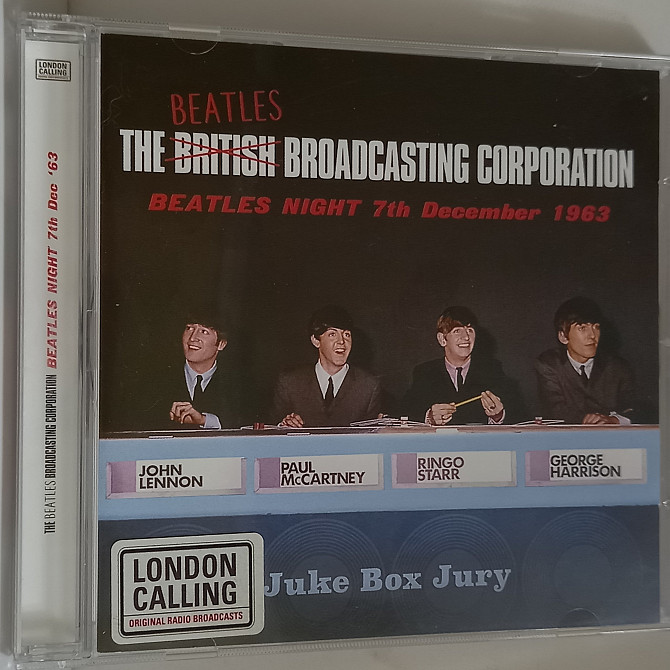 LONDON
CALLING
THE BEATLES BROADCASTING CORPORATION BEATLES NIGHT 7th Dec '63
BEATLES
THE BRITISH BROADCASTING CORPORATION
BEATLES NIGHT 7th December 1963
JOHN
LENNON
PAUL
McCARTNEY
RINGO
STARR
GEORGE
HARRISON
Juke Box Jury
LONDON
CALLING
ORIGINAL RADIO BROADCASTS